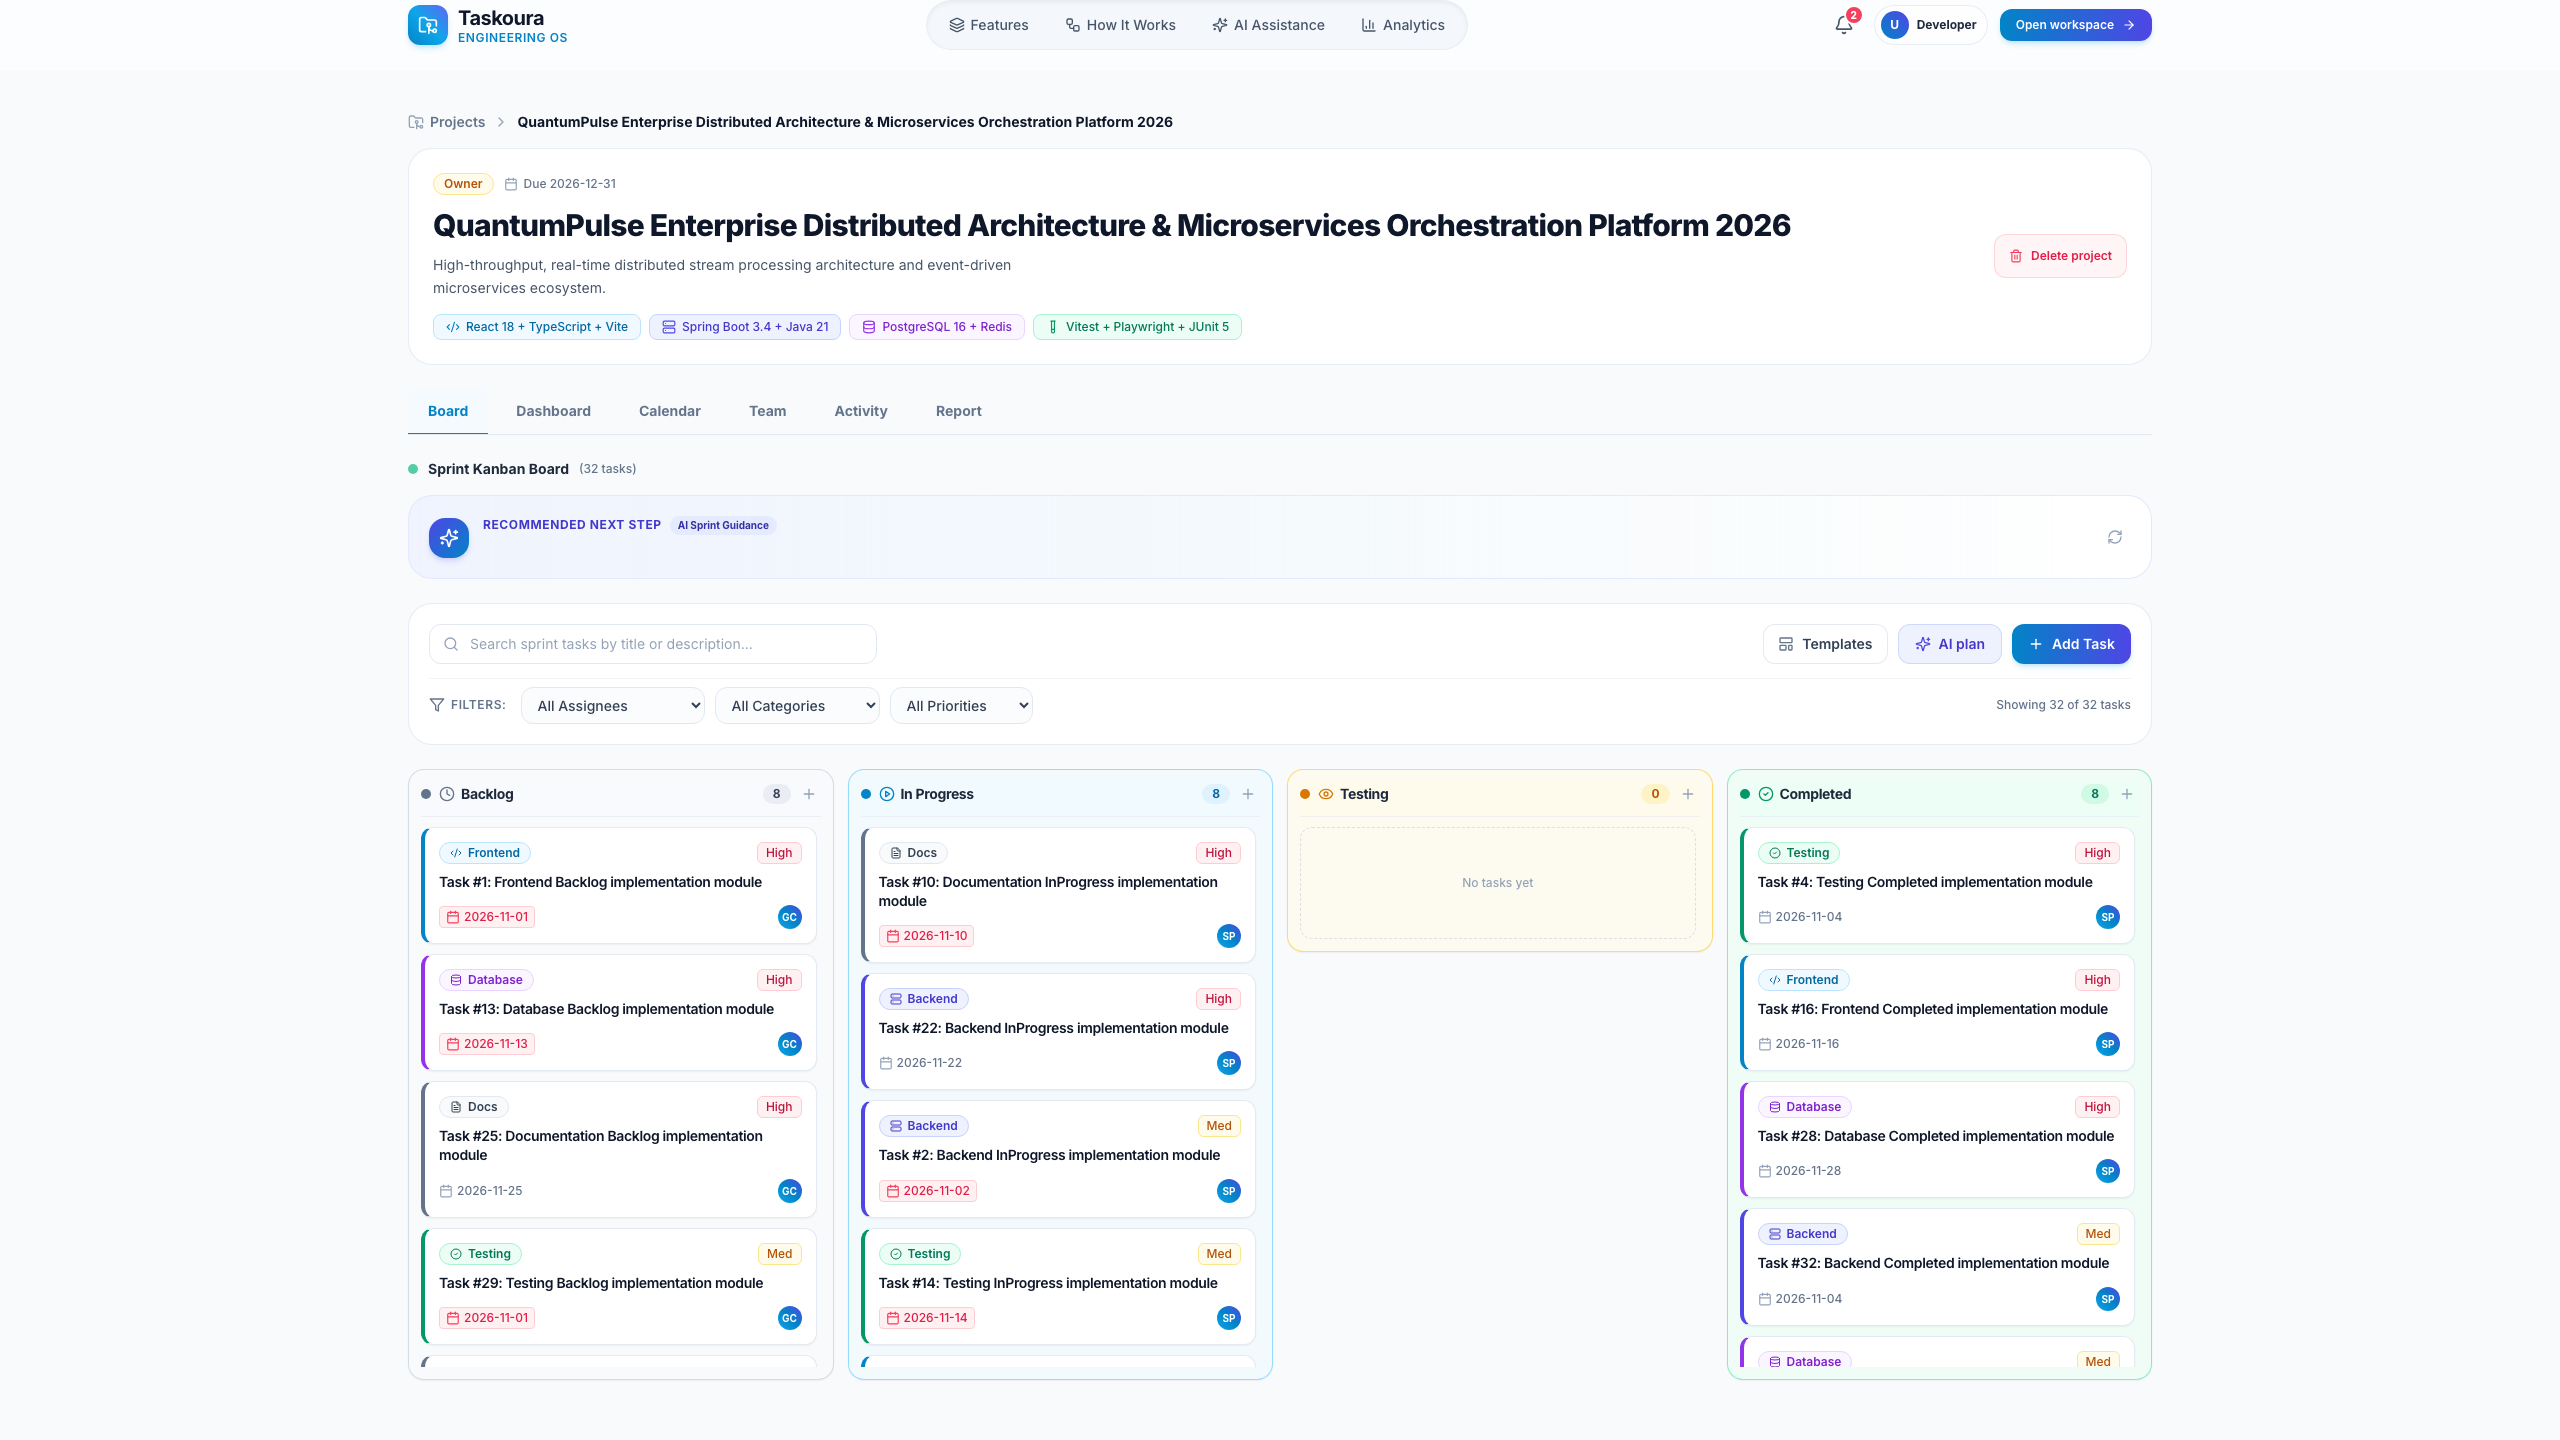 Taskoura
ENGINEERING OS
Features
How It Works
AI Assistance
Analytics
2
U
Developer
Open workspace
Projects
QuantumPulse Enterprise Distributed Architecture & Microservices Orchestration Platform 2026
Owner
Due 2026-12-31
QuantumPulse Enterprise Distributed Architecture & Microservices Orchestration Platform 2026
High-throughput, real-time distributed stream processing architecture and event-driven
microservices ecosystem.
Delete project
React 18 + TypeScript + Vite
Spring Boot 3.4 + Java 21
PostgreSQL 16 + Redis
Vitest + Playwright + JUnit 5
Board
Dashboard
Calendar
Team
Activity
Report
Sprint Kanban Board (32 tasks)
RECOMMENDED NEXT STEP
AI Sprint Guidance
Search sprint tasks by title or description...
Templates
AI plan
Add Task
FILTERS:
All Assignees
All Categories
All Priorities
Showing 32 of 32 tasks
Backlog
8
Frontend
High
Task #1: Frontend Backlog implementation module
2026-11-01
GC
Database
High
Task #13: Database Backlog implementation module
2026-11-13
GC
Docs
High
Task #25: Documentation Backlog implementation
module
2026-11-25
GC
Testing
Med
Task #29: Testing Backlog implementation module
2026-11-01
GC
In Progress
8
Docs
High
Task #10: Documentation InProgress implementation
module
2026-11-10
SP
Backend
High
Task #22: Backend InProgress implementation module
2026-11-22
SP
Backend
Med
Task #2: Backend InProgress implementation module
2026-11-02
SP
Testing
Med
Task #14: Testing InProgress implementation module
2026-11-14
SP
Testing
0
No tasks yet
Completed
8
Testing
High
Task #4: Testing Completed implementation module
2026-11-04
SP
Frontend
High
Task #16: Frontend Completed implementation module
2026-11-16
SP
Database
High
Task #28: Database Completed implementation module
2026-11-28
SP
Backend
Med
Task #32: Backend Completed implementation module
2026-11-04
SP
Database
Med